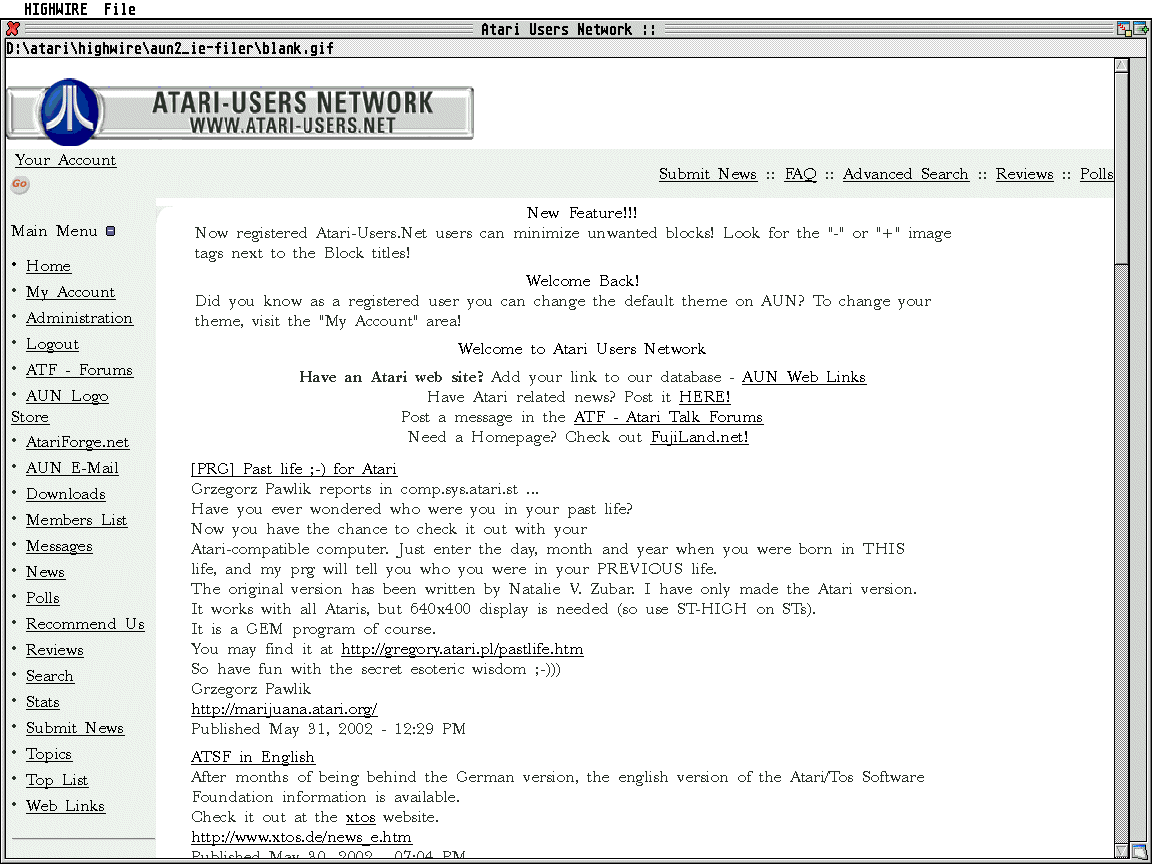 HIGHWIRE File
Atari Users Network ::
D:\atari\highwire\aun2_ie-filer\blank.gif
ATARI-USERS NETWORK
WWW.ATARI-USERS.NET
Your Account
Go
Submit News :: FAQ :: Advanced Search :: Reviews :: Polls
Main Menu
• Home
• My Account
• Administration
• Logout
• ATF - Forums
• AUN Logo
Store
• AtariForge.net
• AUN E-Mail
• Downloads
• Members List
• Messages
• News
• Polls
• Recommend Us
• Reviews
• Search
• Stats
• Submit News
• Topics
• Top List
• Web Links
New Feature!!!
Now registered Atari-Users.Net users can minimize unwanted blocks! Look for the "-" or "+" image
tags next to the Block titles!
Welcome Back!
Did you know as a registered user you can change the default theme on AUN? To change your
theme, visit the "My Account" area!
Welcome to Atari Users Network
Have an Atari web site? Add your link to our database - AUN Web Links
Have Atari related news? Post it HERE!
Post a message in the ATF - Atari Talk Forums
Need a Homepage? Check out FujiLand.net!
[PRG] Past life ;-) for Atari
Grzegorz Pawlik reports in comp.sys.atari.st ...
Have you ever wondered who were you in your past life?
Now you have the chance to check it out with your
Atari-compatible computer. Just enter the day, month and year when you were born in THIS
life, and my prg will tell you who you were in your PREVIOUS life.
The original version has been written by Natalie V. Zubar. I have only made the Atari version.
It works with all Ataris, but 640x400 display is needed (so use ST-HIGH on STs).
It is a GEM program of course.
You may find it at http://gregory.atari.pl/pastlife.htm
So have fun with the secret esoteric wisdom ;-)))
Grzegorz Pawlik
http://marijuana.atari.org/
Published May 31, 2002 - 12:29 PM
ATSF in English
After months of being behind the German version, the english version of the Atari/Tos Software
Foundation information is available.
Check it out at the xtos website.
http://www.xtos.de/news_e.htm
Published May 30, 2002 - 07:04 PM